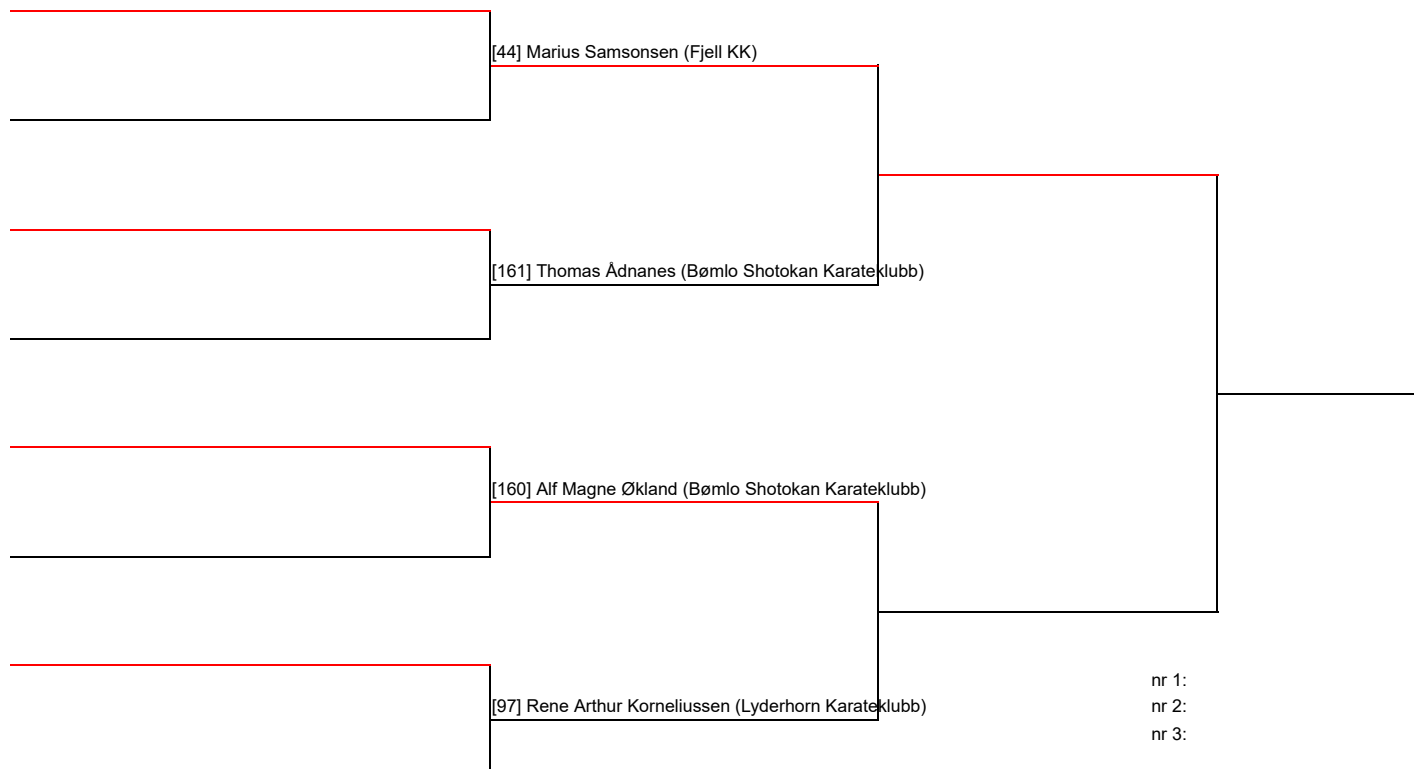 [44] Marius Samsonsen (Fjell KK)
[161] Thomas Ådnanes (Bømlo Shotokan Karateklubb)
[160] Alf Magne Økland (Bømlo Shotokan Karateklubb)
[97] Rene Arthur Korneliussen (Lyderhorn Karateklubb)
nr 1:
nr 2:
nr 3: